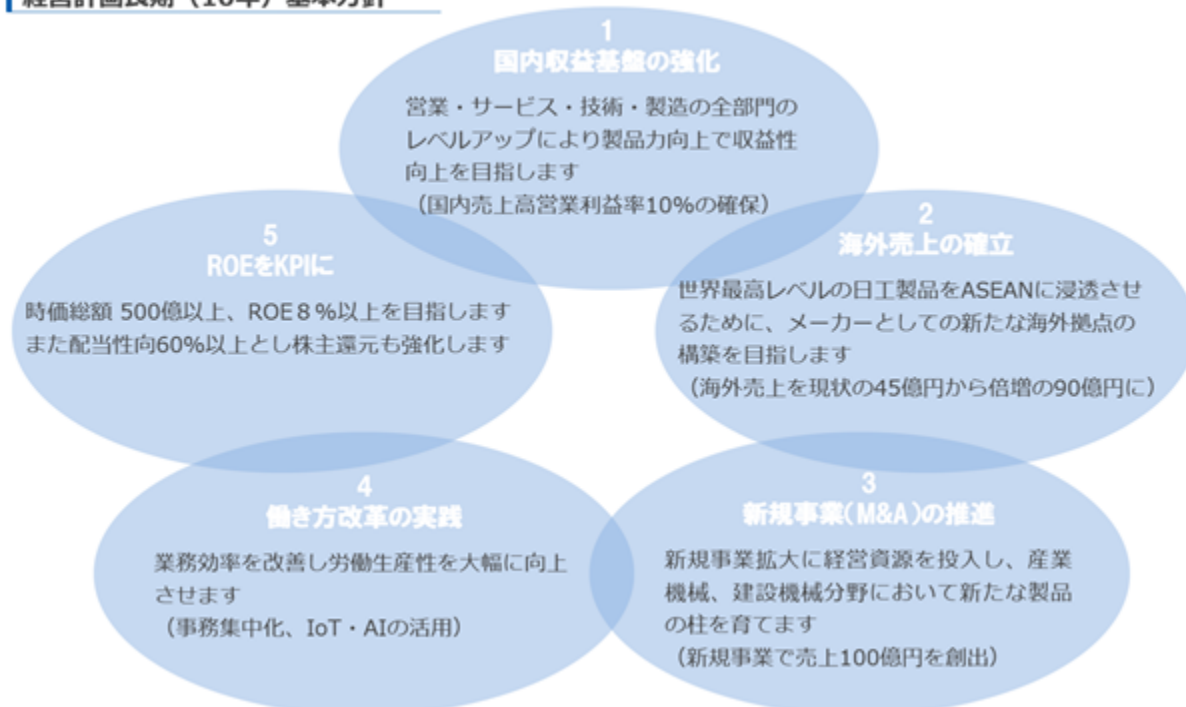 経営計画長期（10年）基本方針
1
国内収益基盤の強化
営業・サービス・技術・製造の全部門の
レベルアップにより製品力向上で収益性
向上を目指します
（国内売上高営業利益率10%の確保）
2
海外売上の確立
世界最高レベルの日工製品をASEANに浸透させ
るために、メーカーとしての新たな海外拠点の
構築を目指します
（海外売上を現状の45億円から倍増の90億円に）
3
新規事業(M&A)の推進
新規事業拡大に経営資源を投入し、産業
機械、建設機械分野において新たな製品
の柱を育てます
（新規事業で売上100億円を創出）
4
働き方改革の実践
業務効率を改善し労働生産性を大幅に向上
させます
（事務集中化、IoT・AIの活用）
5
ROEをKPIに
時価総額 500億以上、ROE８%以上を目指します
また配当性向60%以上とし株主還元も強化します